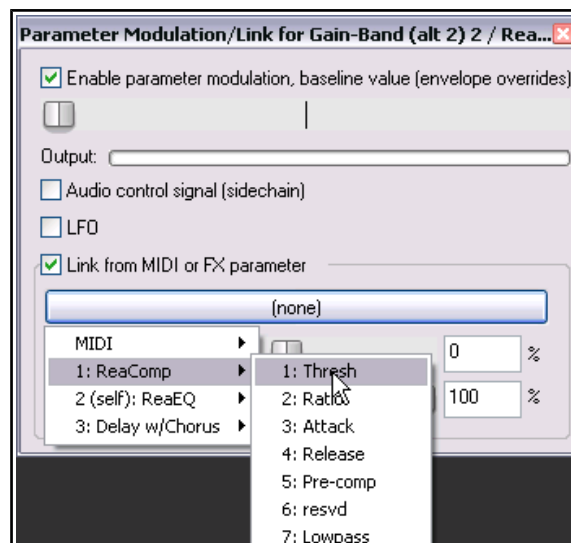 Parameter Modulation/Link for Gain-Band (alt 2) 2 / Rea...
Enable parameter modulation, baseline value (envelope overrides)
Output:
Audio control signal (sidechain)
LFO
Link from MIDI or FX parameter
(none)
MIDI
0 %
1: ReaComp
1: Thresh
2 (self): ReaEQ
2: Ratio
100 %
3: Delay w/Chorus
3: Attack
4: Release
5: Pre-comp
6: resvd
7: Lowpass